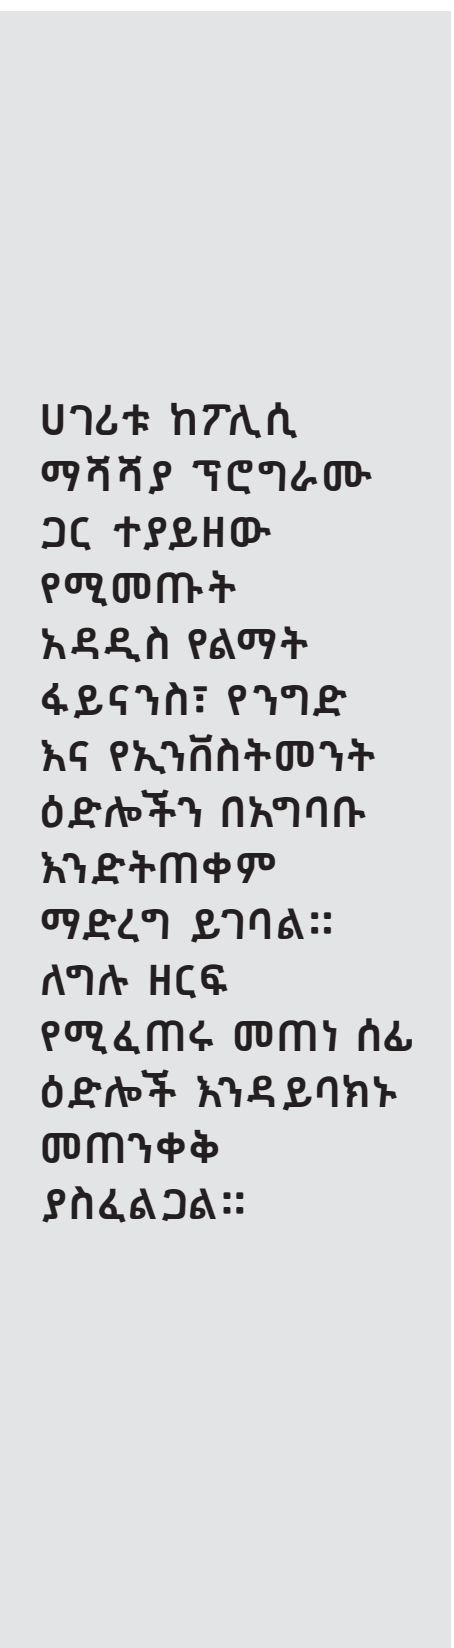 ሀገሪቱ ከፖሊሲ
ማሻሻያ ፕሮግራሙ
ጋር ተያይዘው
የሚመጡት
አዳዲስ የልማት
ፋይናንስ፣ የንግድ
እና የኢንቨስትመንት
ዕድሎችን በአግባቡ
እንድትጠቀም
ማድረግ ይገባል።
ለግሉ ዘርፍ
የሚፈጠሩ መጠነ ሰፊ
ዕድሎች እንዳይባክኑ
መጠንቀቅ
ያስፈልጋል።